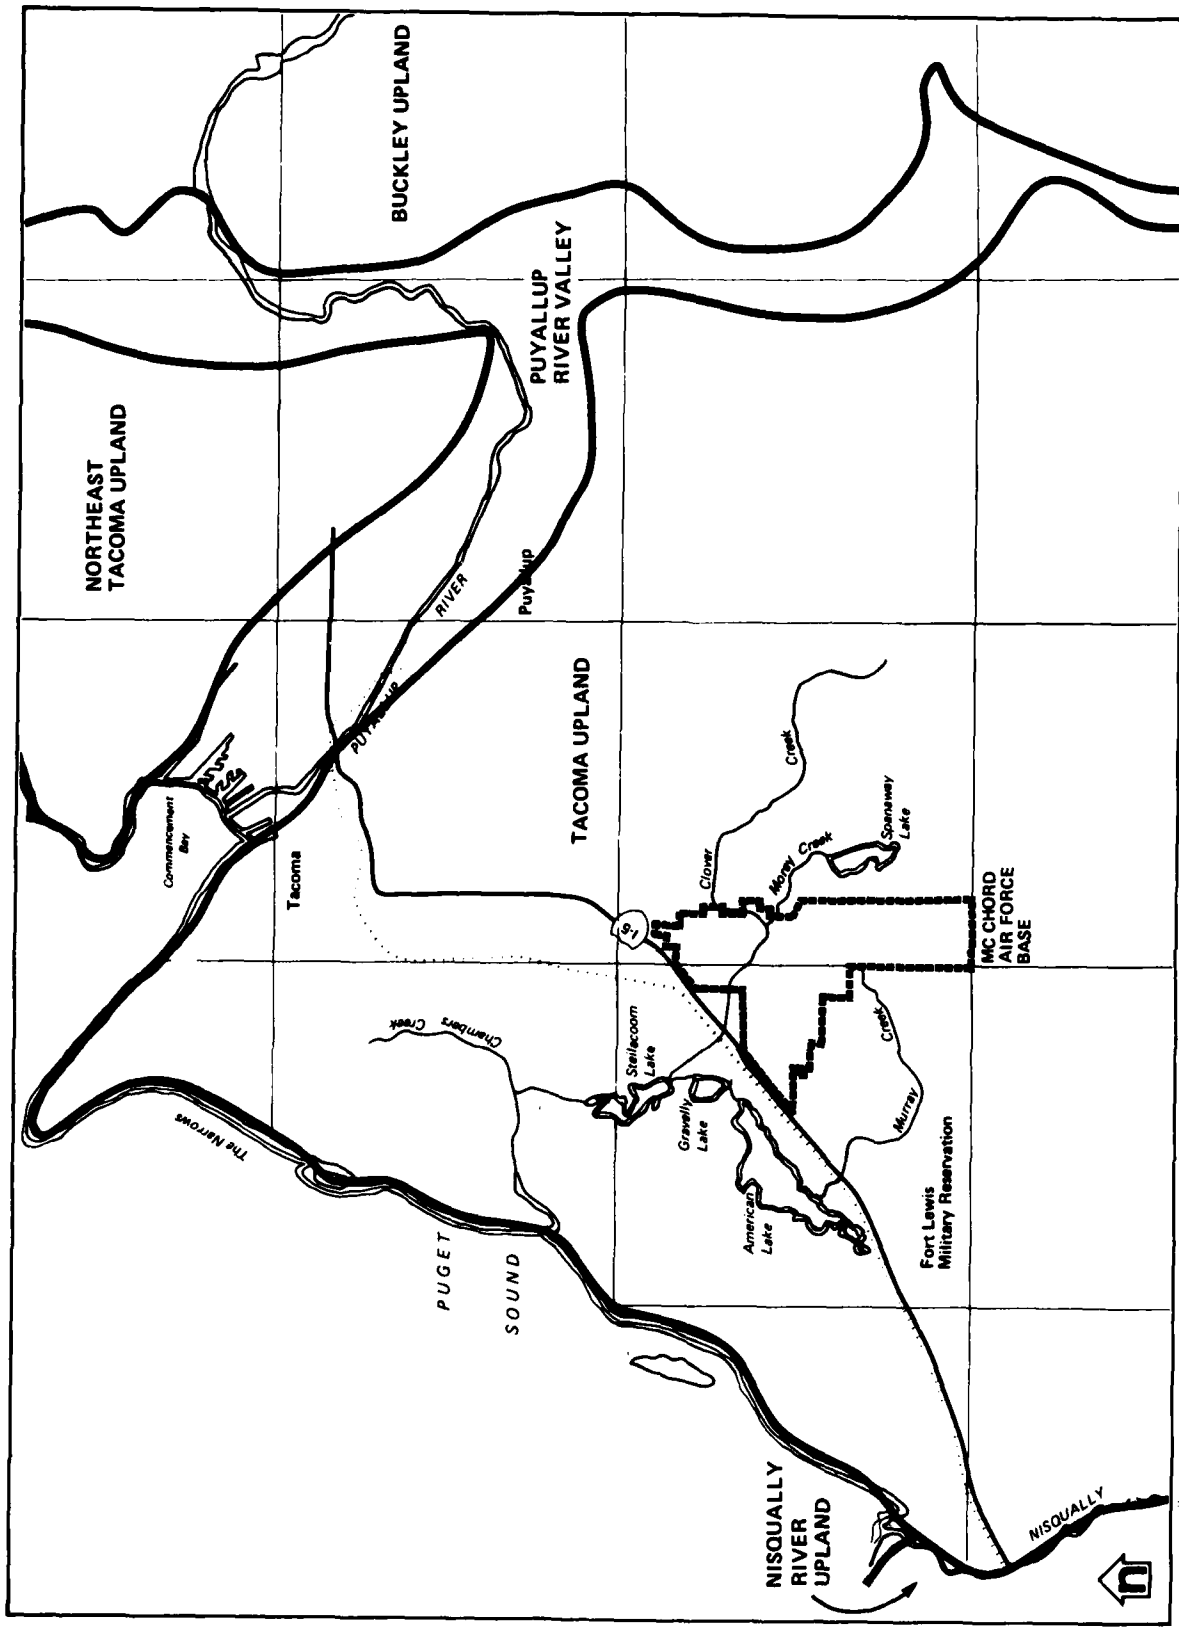 NORTHEAST
TACOMA UPLAND
BUCKLEY UPLAND
PUYALLUP
RIVER VALLEY
Commencement
Bay
Tacoma
PUYALLUP
RIVER
Puyallup
TACOMA UPLAND
The Narrows
PUGET
SOUND
Chambers
Creek
Steilacoom
Lake
Gravelly
Lake
American
Lake
I-5
Clover
Creek
Morey Creek
Spanaway
Lake
MC CHORD
AIR FORCE
BASE
Murray
Creek
Fort Lewis
Military Reservation
NISQUALLY
RIVER
UPLAND
NISQUALLY
n